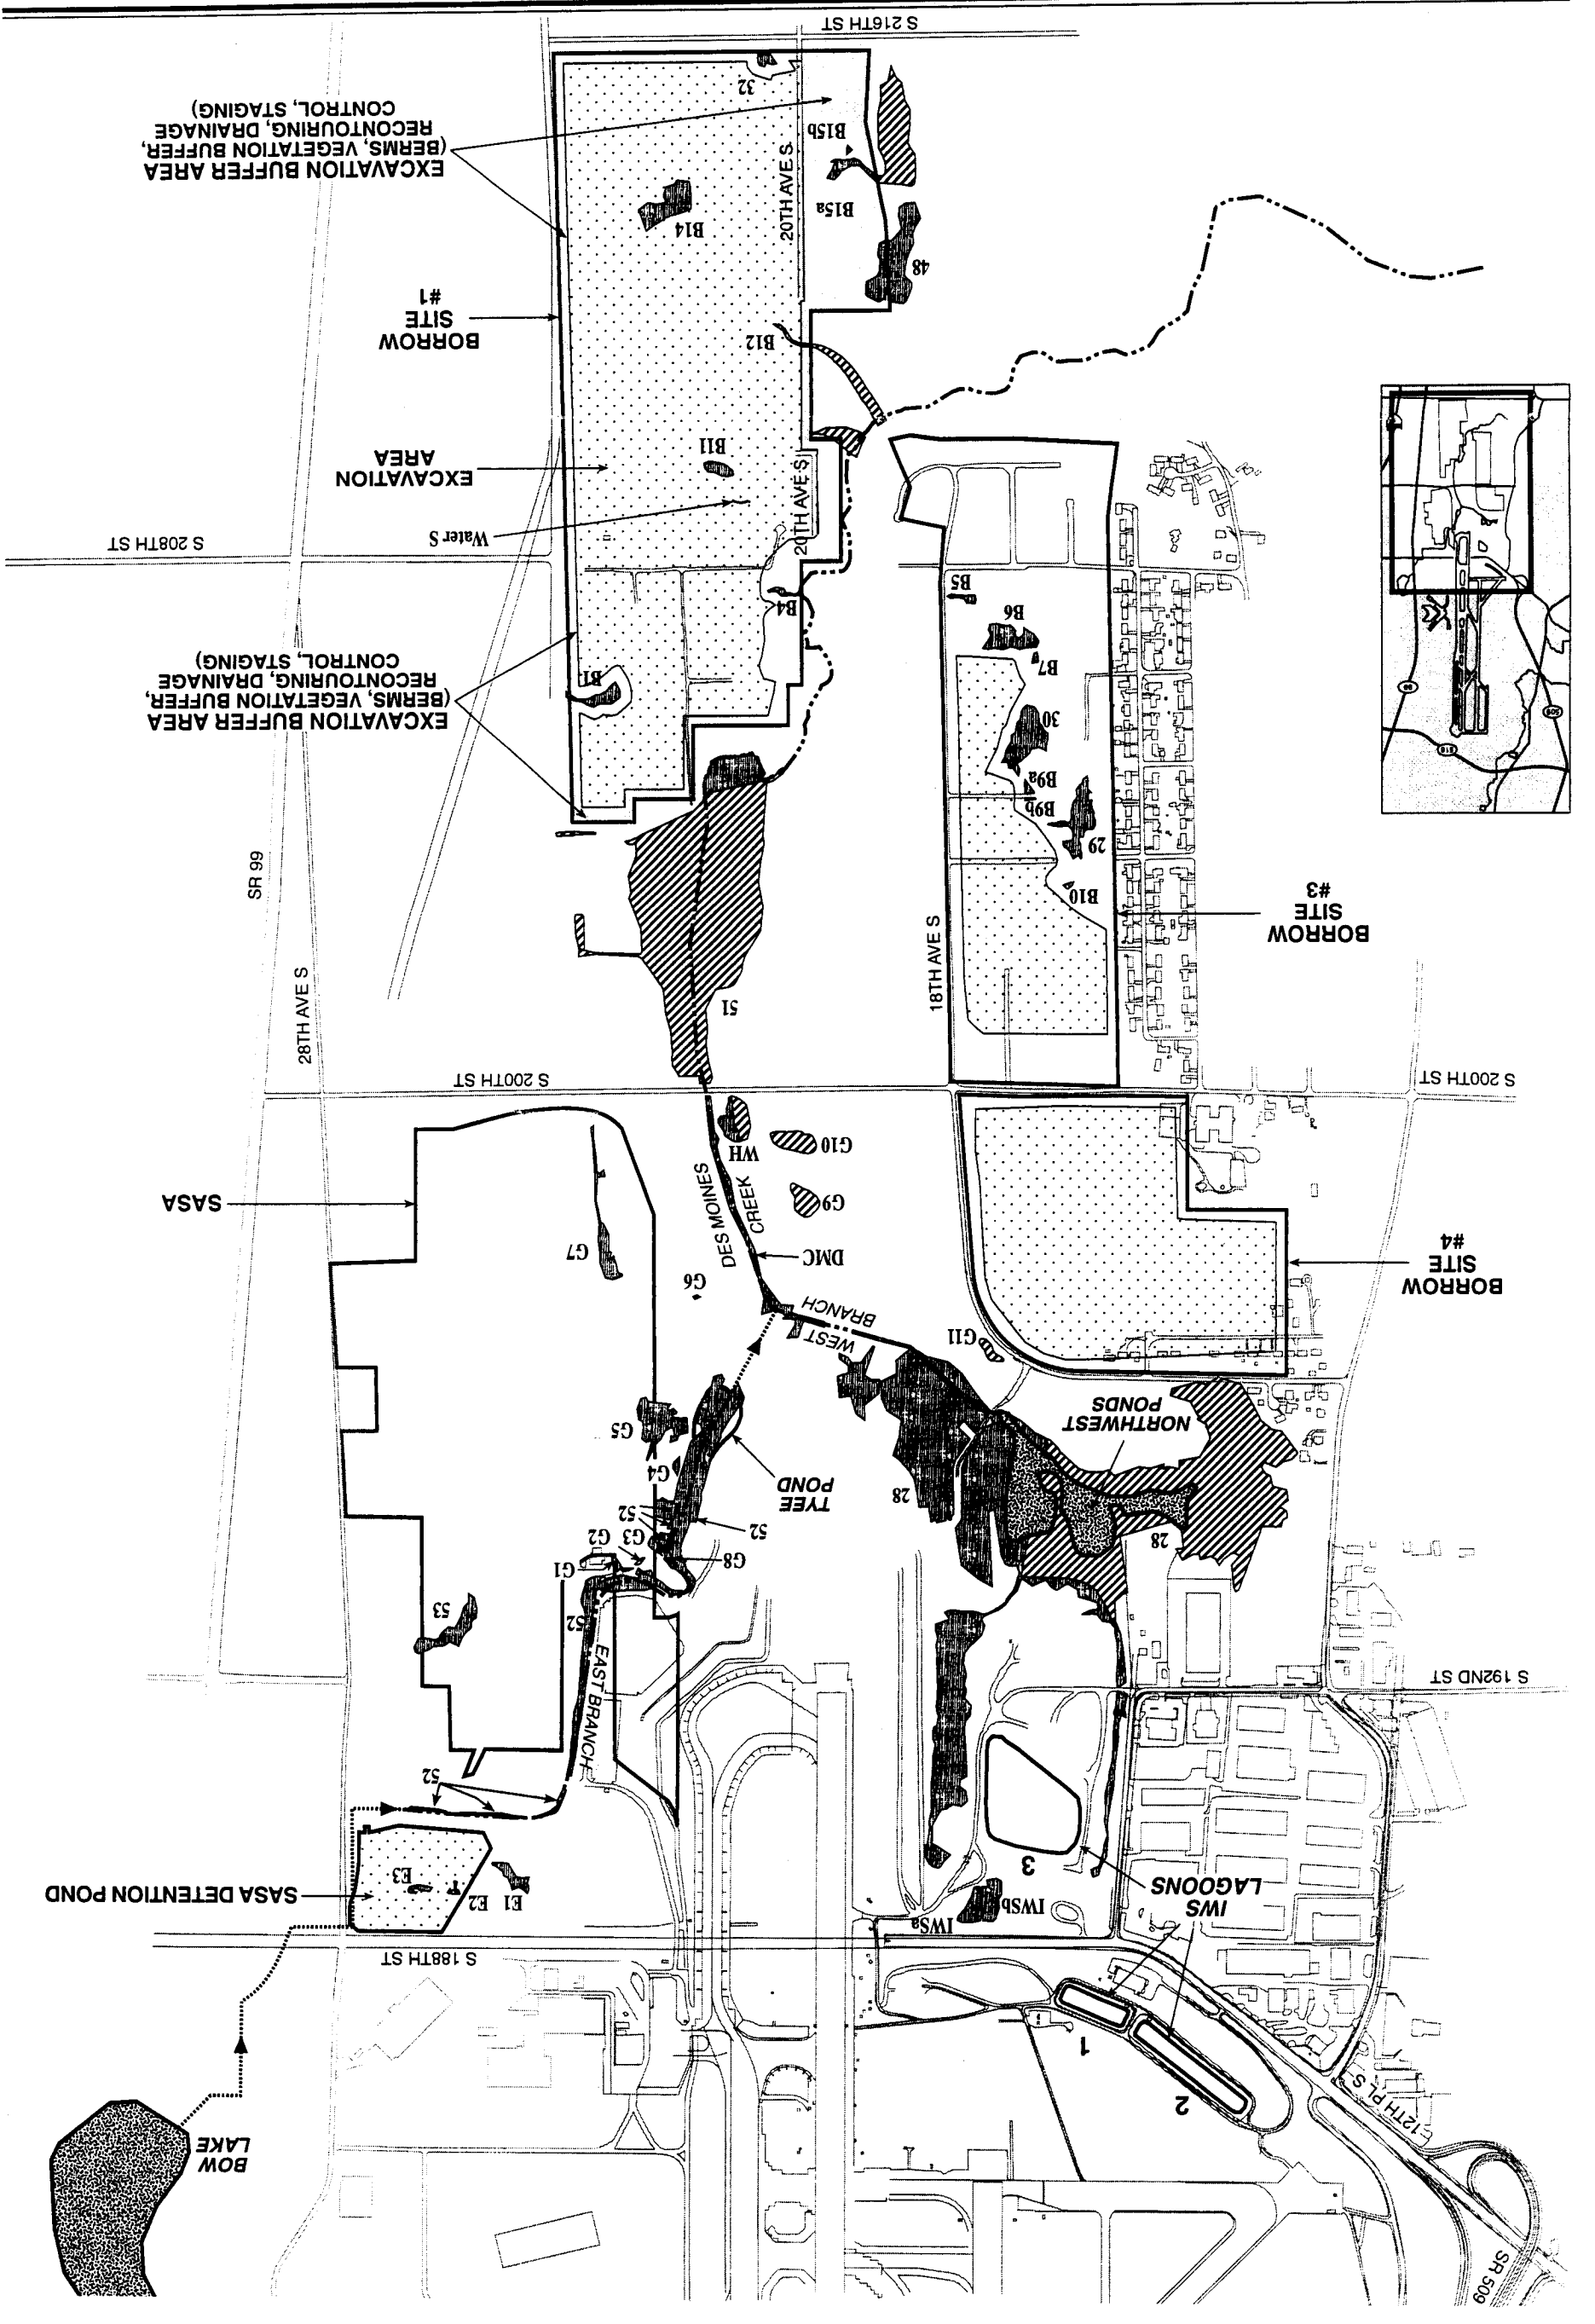 SR 509
12TH PL S
BOW
LAKE
2
1
S 188TH ST
IWSa
IWSb
IWS
LAGOONS
3
E1
E2
E3
SASA DETENTION POND
52
S 192ND ST
EAST BRANCH
52
53
G1
G2
G3
G8
28
28
52
52
TYEE
POND
G4
G5
NORTHWEST
PONDS
G11
WEST
BRANCH
BORROW
SITE
#4
G6
DMC
G7
DES MOINES
CREEK
G9
SASA
G10
WH
S 200TH ST
S 200TH ST
28TH AVE S
SR 99
18TH AVE S
51
BORROW
SITE
#3
B10
29
B9b
B9a
30
B7
B6
B5
EXCAVATION BUFFER AREA
(BERMS, VEGETATION BUFFER,
RECONTOURING, DRAINAGE
CONTROL, STAGING)
B1
B4
S 208TH ST
20TH AVE S
Water S
B11
EXCAVATION
AREA
B12
BORROW
SITE
#1
48
B14
B15a
20TH AVE S
B15b
EXCAVATION BUFFER AREA
(BERMS, VEGETATION BUFFER,
RECONTOURING, DRAINAGE
CONTROL, STAGING)
32
S 216TH ST
518
509
99